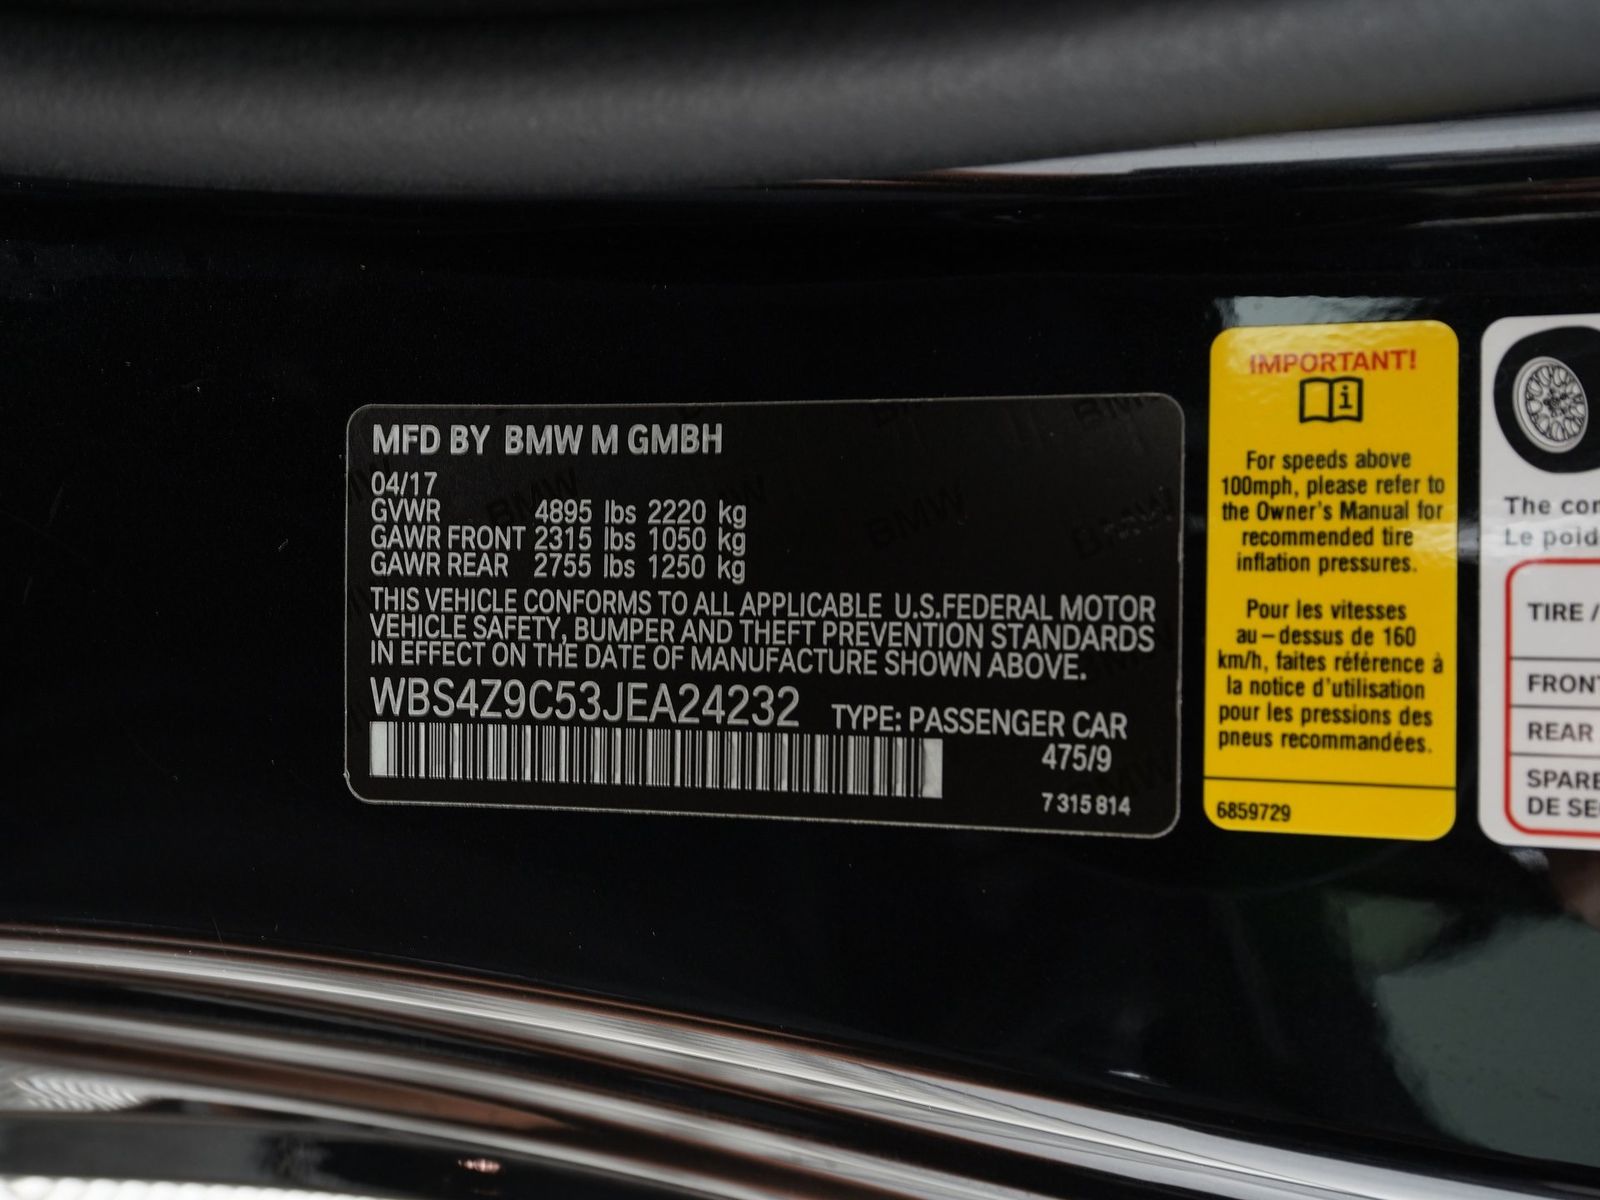 MFD BY BMW M GMBH
04/17
GVWR 4895 lbs 2220 kg
GAWR FRONT 2315 lbs 1050 kg
GAWR REAR 2755 lbs 1250 kg
THIS VEHICLE CONFORMS TO ALL APPLICABLE U.S.FEDERAL MOTOR
VEHICLE SAFETY, BUMPER AND THEFT PREVENTION STANDARDS
IN EFFECT ON THE DATE OF MANUFACTURE SHOWN ABOVE.
WBS4Z9C53JEA24232 TYPE: PASSENGER CAR
475/9
7 315 814
IMPORTANT!
For speeds above
100mph, please refer to
the Owner's Manual for
recommended tire
inflation pressures.
Pour les vitesses
au-dessus de 160
km/h, faites référence à
la notice d'utilisation
pour les pressions des
pneus recommandées.
6859729
The
Le
TIRE /
REAR
DE